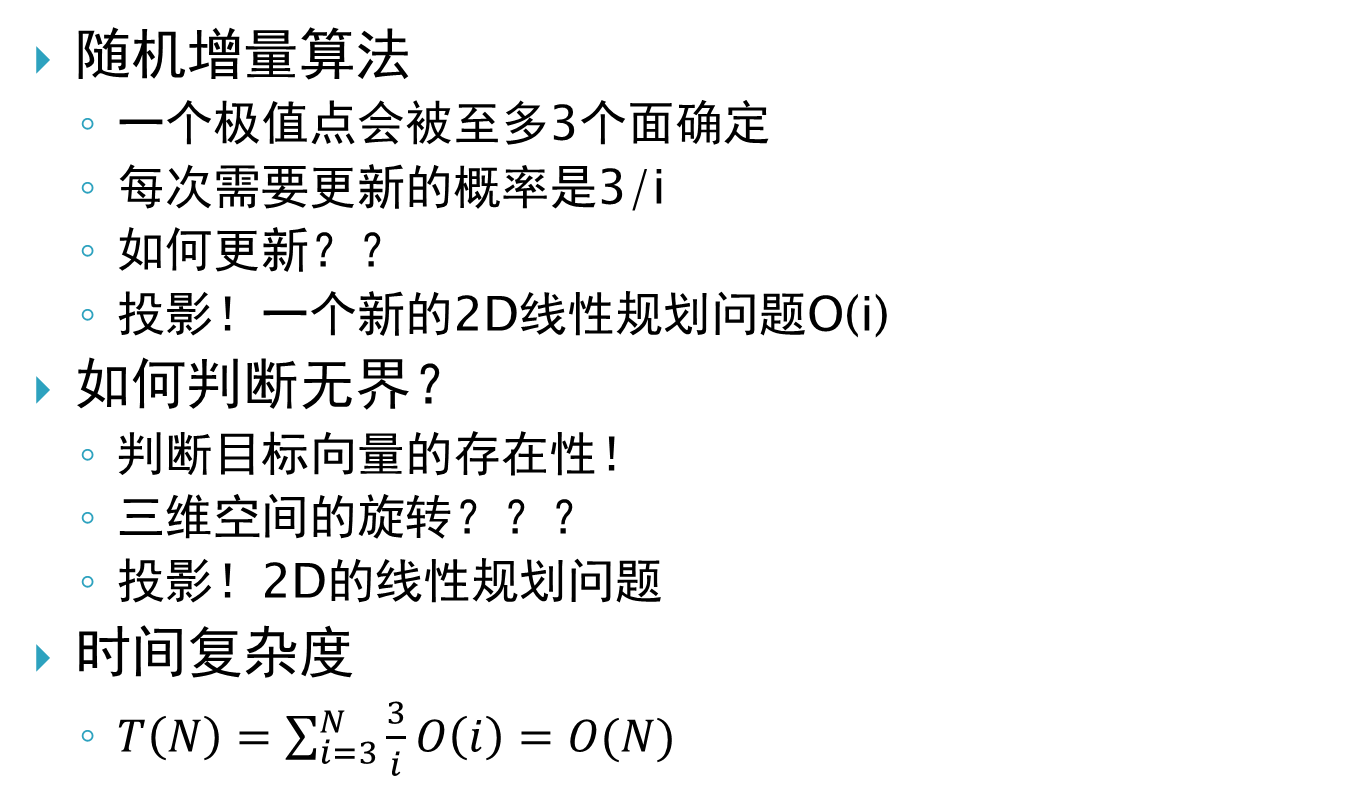 随机增量算法
一个极值点会被至多3个面确定
每次需要更新的概率是3/i
如何更新？？
投影！一个新的2D线性规划问题O(i)
如何判断无界？
判断目标向量的存在性！
三维空间的旋转？？？
投影！2D的线性规划问题
时间复杂度
$T(N) = \sum_{i=3}^{N} \frac{3}{i} O(i) = O(N)$